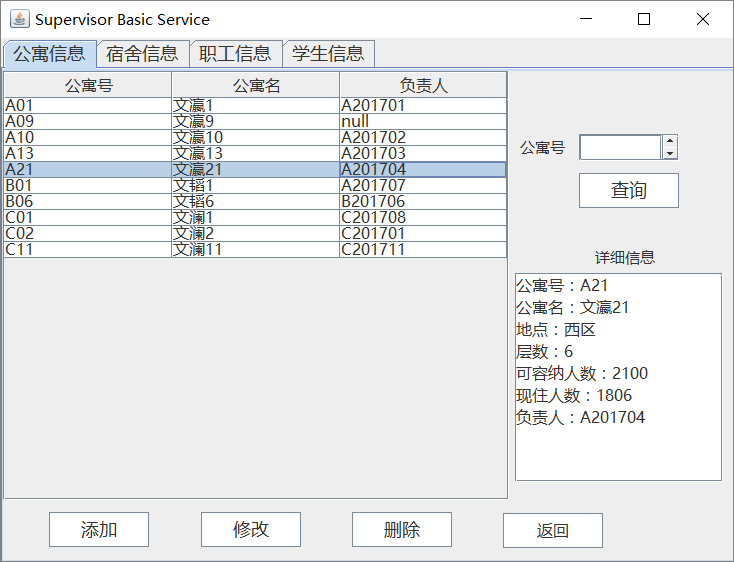 Supervisor Basic Service
公寓信息 宿舍信息 职工信息 学生信息
公寓号 公寓名 负责人
A01 文瀛1 A201701
A09 文瀛9 null
A10 文瀛10 A201702
A13 文瀛13 A201703
A21 文瀛21 A201704
B01 文韬1 A201707
B06 文韬6 B201706
C01 文澜1 C201708
C02 文澜2 C201701
C11 文澜11 C201711
公寓号
查询
详细信息
公寓号：A21
公寓名：文瀛21
地点：西区
层数：6
可容纳人数：2100
现住人数：1806
负责人：A201704
添加 修改 删除 返回